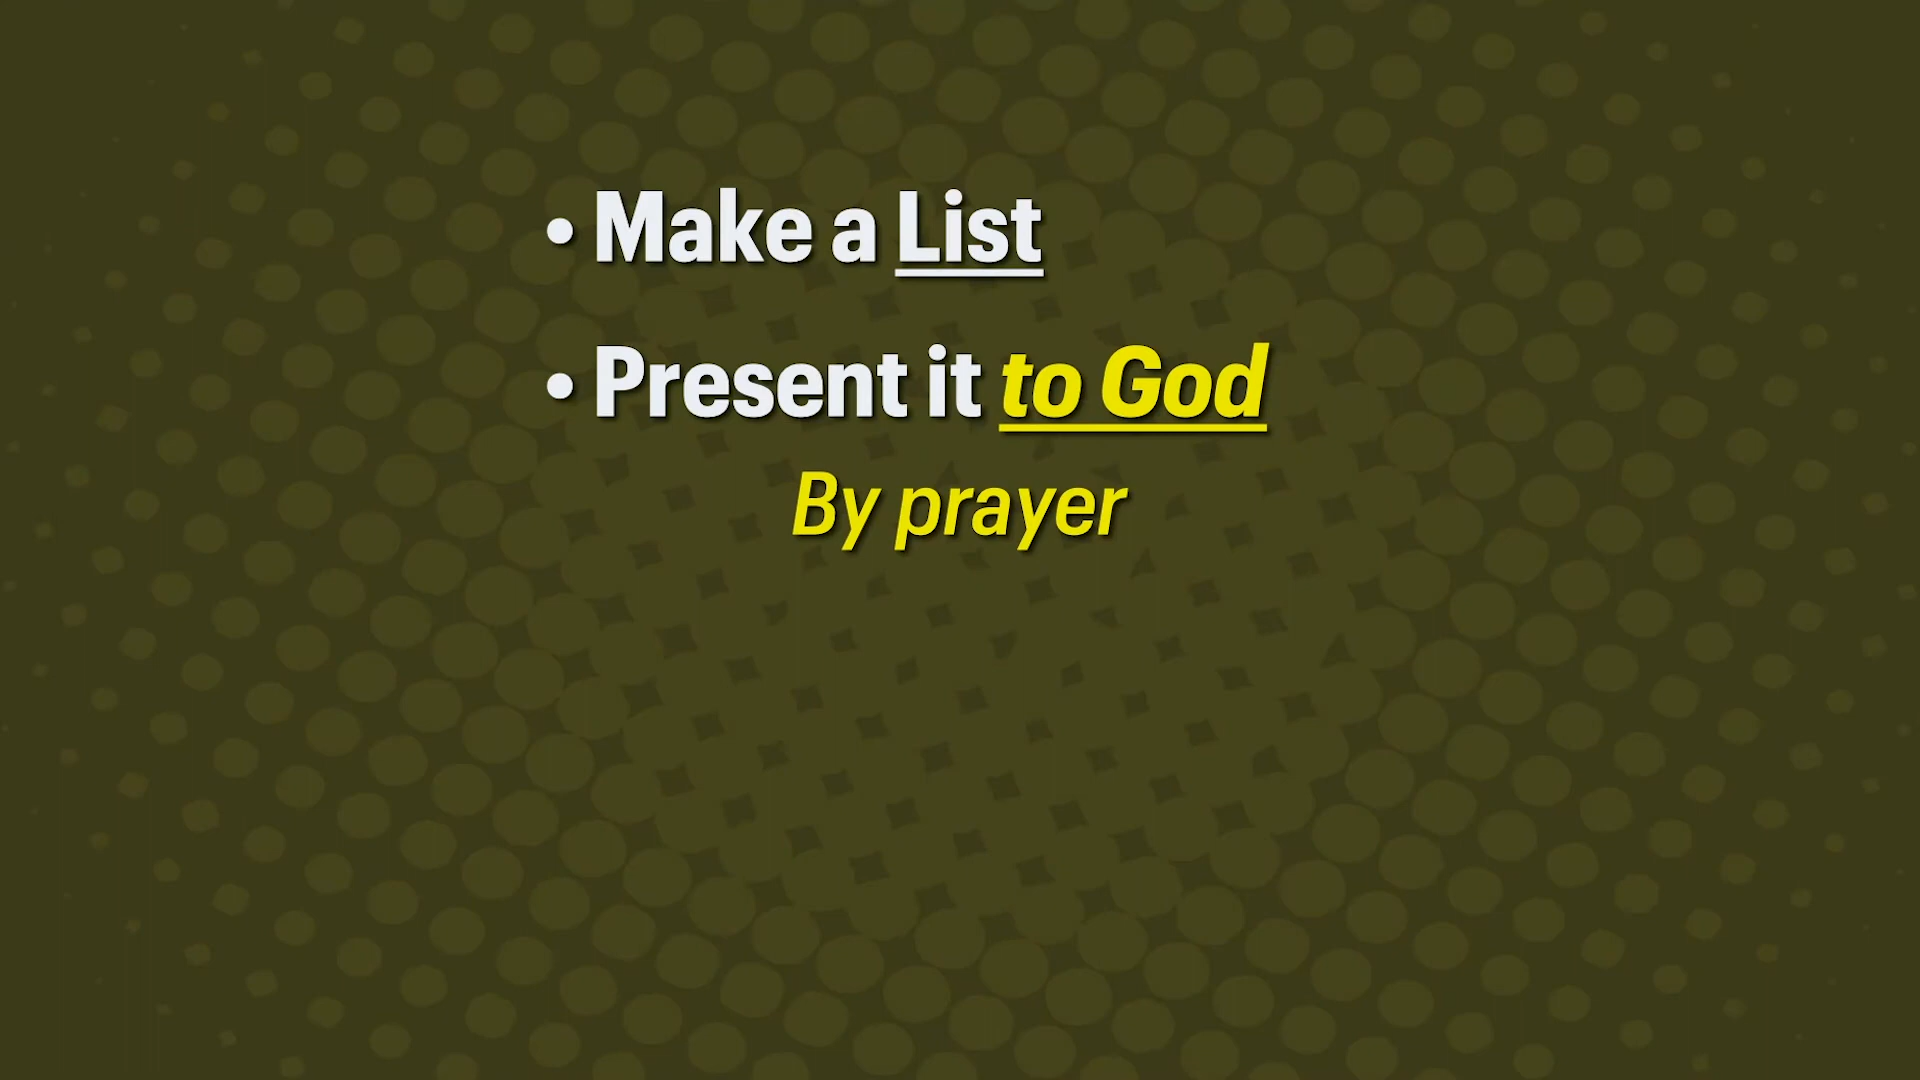 • Make a List
• Present it to God
By prayer